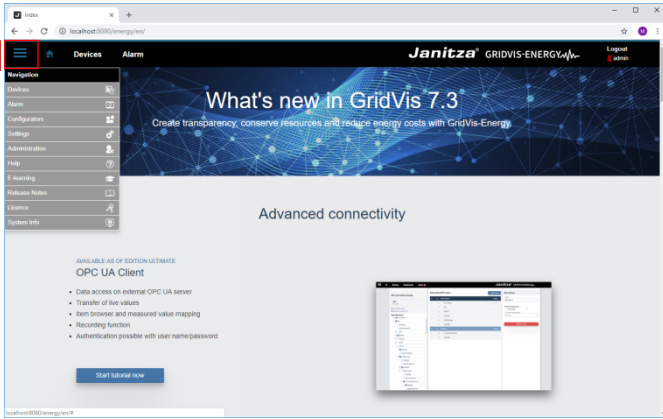 Index
localhost:8080/energy/en/
Devices
Alarm
Janitza® GRIDVIS-ENERGY
Logout
admin
Navigation
Devices
Alarm
Configurators
Settings
Administration
Help
E-learning
Release Notes
Licence
System Info
What's new in GridVis 7.3
Create transparency, conserve resources and reduce energy costs with GridVis-Energy.
Advanced connectivity
AVAILABLE AS OF EDITION ULTIMATE
OPC UA Client
• Data access on external OPC UA server
• Transfer of live values
• Item browser and measured value mapping
• Recording function
• Authentication possible with user name/password
Start tutorial now
localhost:8080/energy/en/#